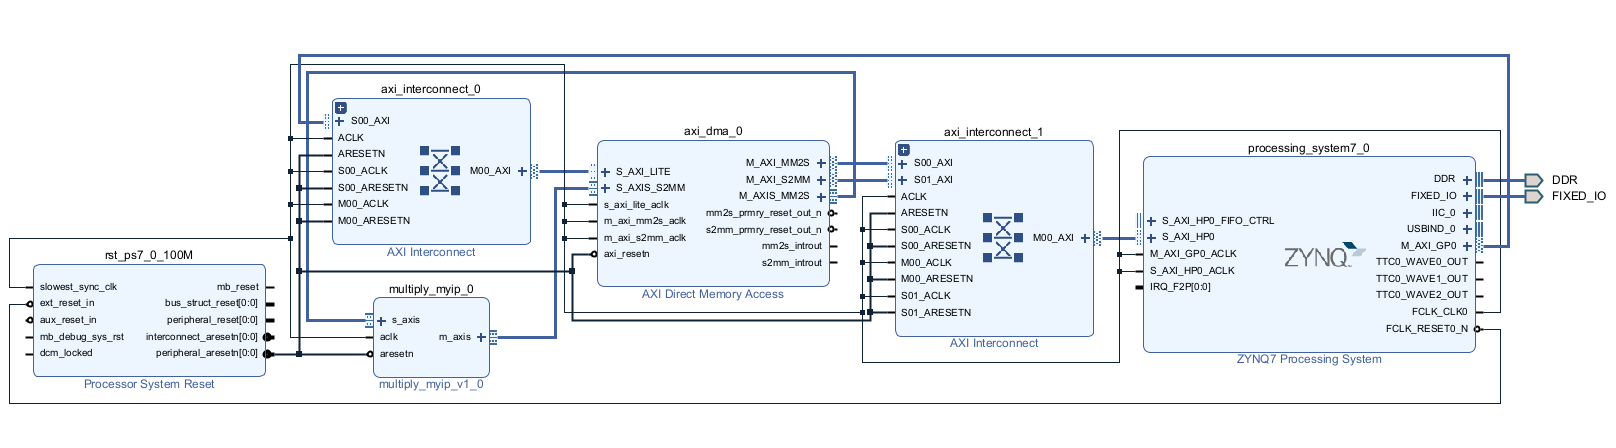 axi_interconnect_0
S00_AXI
ACLK
ARESETN
S00_ACLK
S00_ARESETN
M00_ACLK
M00_ARESETN
M00_AXI
AXI Interconnect
rst_ps7_0_100M
slowest_sync_clk
ext_reset_in
aux_reset_in
mb_debug_sys_rst
dcm_locked
mb_reset
bus_struct_reset[0:0]
peripheral_reset[0:0]
interconnect_aresetn[0:0]
peripheral_aresetn[0:0]
Processor System Reset
multiply_myip_0
s_axis
aclk
aresetn
m_axis
multiply_myip_v1_0
axi_dma_0
S_AXI_LITE
S_AXIS_S2MM
s_axi_lite_aclk
m_axi_mm2s_aclk
m_axi_s2mm_aclk
axi_resetn
M_AXI_MM2S
M_AXI_S2MM
M_AXIS_MM2S
mm2s_prmry_reset_out_n
s2mm_prmry_reset_out_n
mm2s_introut
s2mm_introut
AXI Direct Memory Access
axi_interconnect_1
S00_AXI
S01_AXI
ACLK
ARESETN
S00_ACLK
S00_ARESETN
M00_ACLK
M00_ARESETN
S01_ACLK
S01_ARESETN
M00_AXI
AXI Interconnect
processing_system7_0
S_AXI_HP0_FIFO_CTRL
S_AXI_HP0
M_AXI_GP0_ACLK
S_AXI_HP0_ACLK
IRQ_F2P[0:0]
ZYNQ
DDR
FIXED_IO
IIC_0
USBIND_0
M_AXI_GP0
TTC0_WAVE0_OUT
TTC0_WAVE1_OUT
TTC0_WAVE2_OUT
FCLK_CLK0
FCLK_RESET0_N
ZYNQ7 Processing System
DDR
FIXED_IO